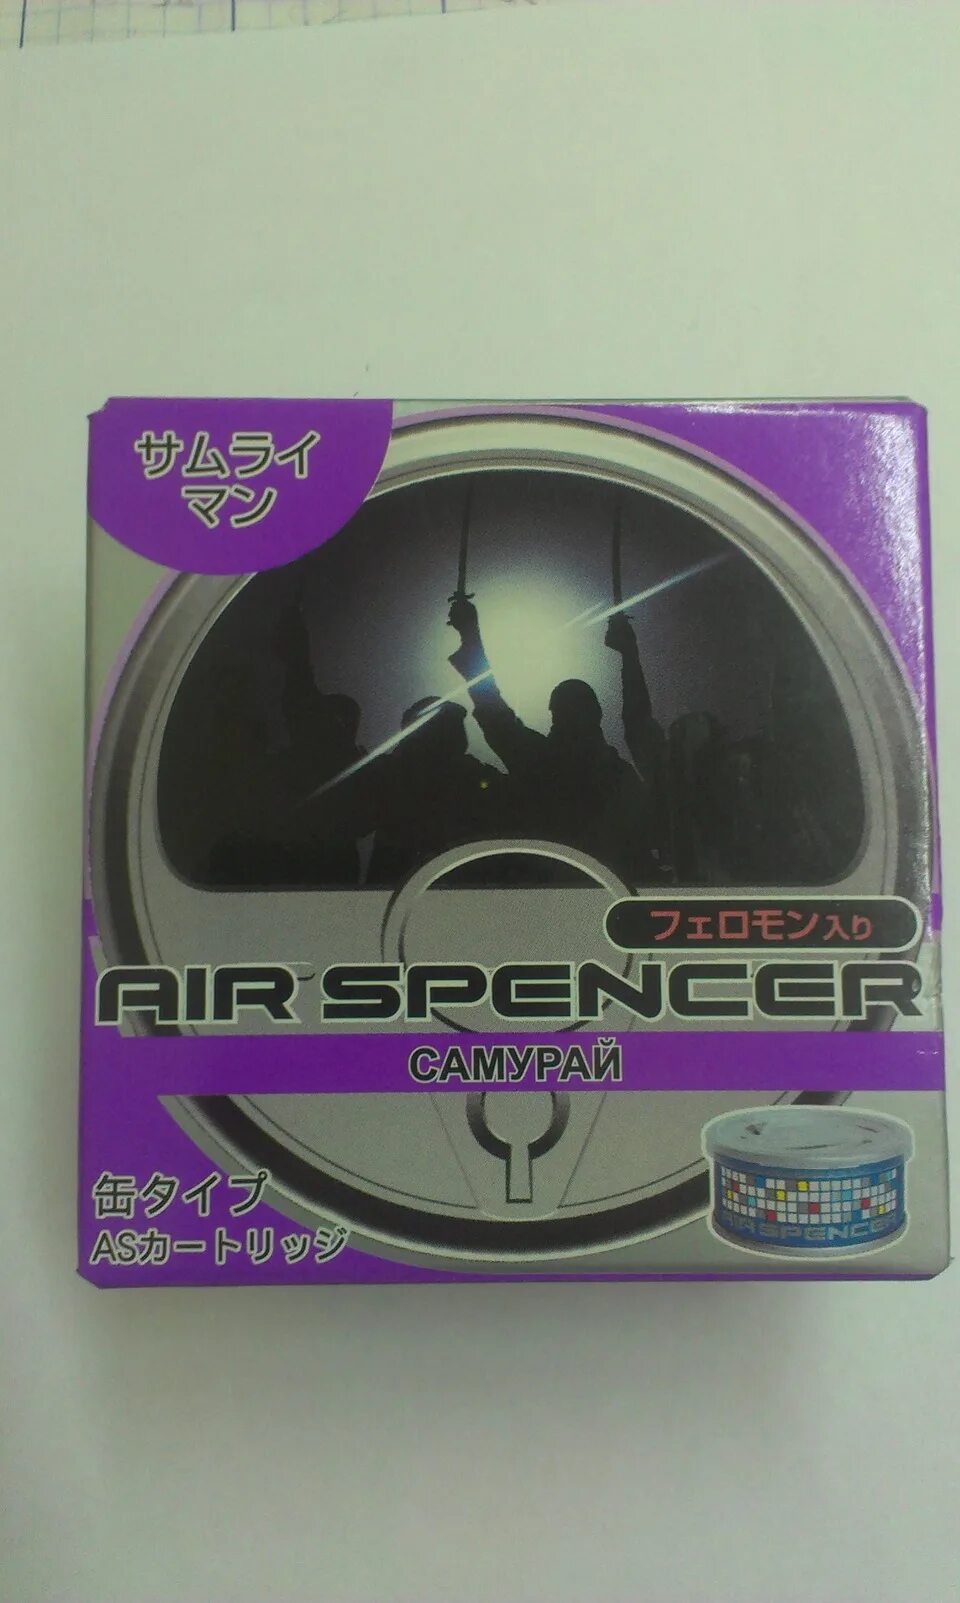 サムライ
マン
フェロモン入り
AIR SPENCER
САМУРАЙ
缶タイプ
ASカートリッジ
AIR SPENCER